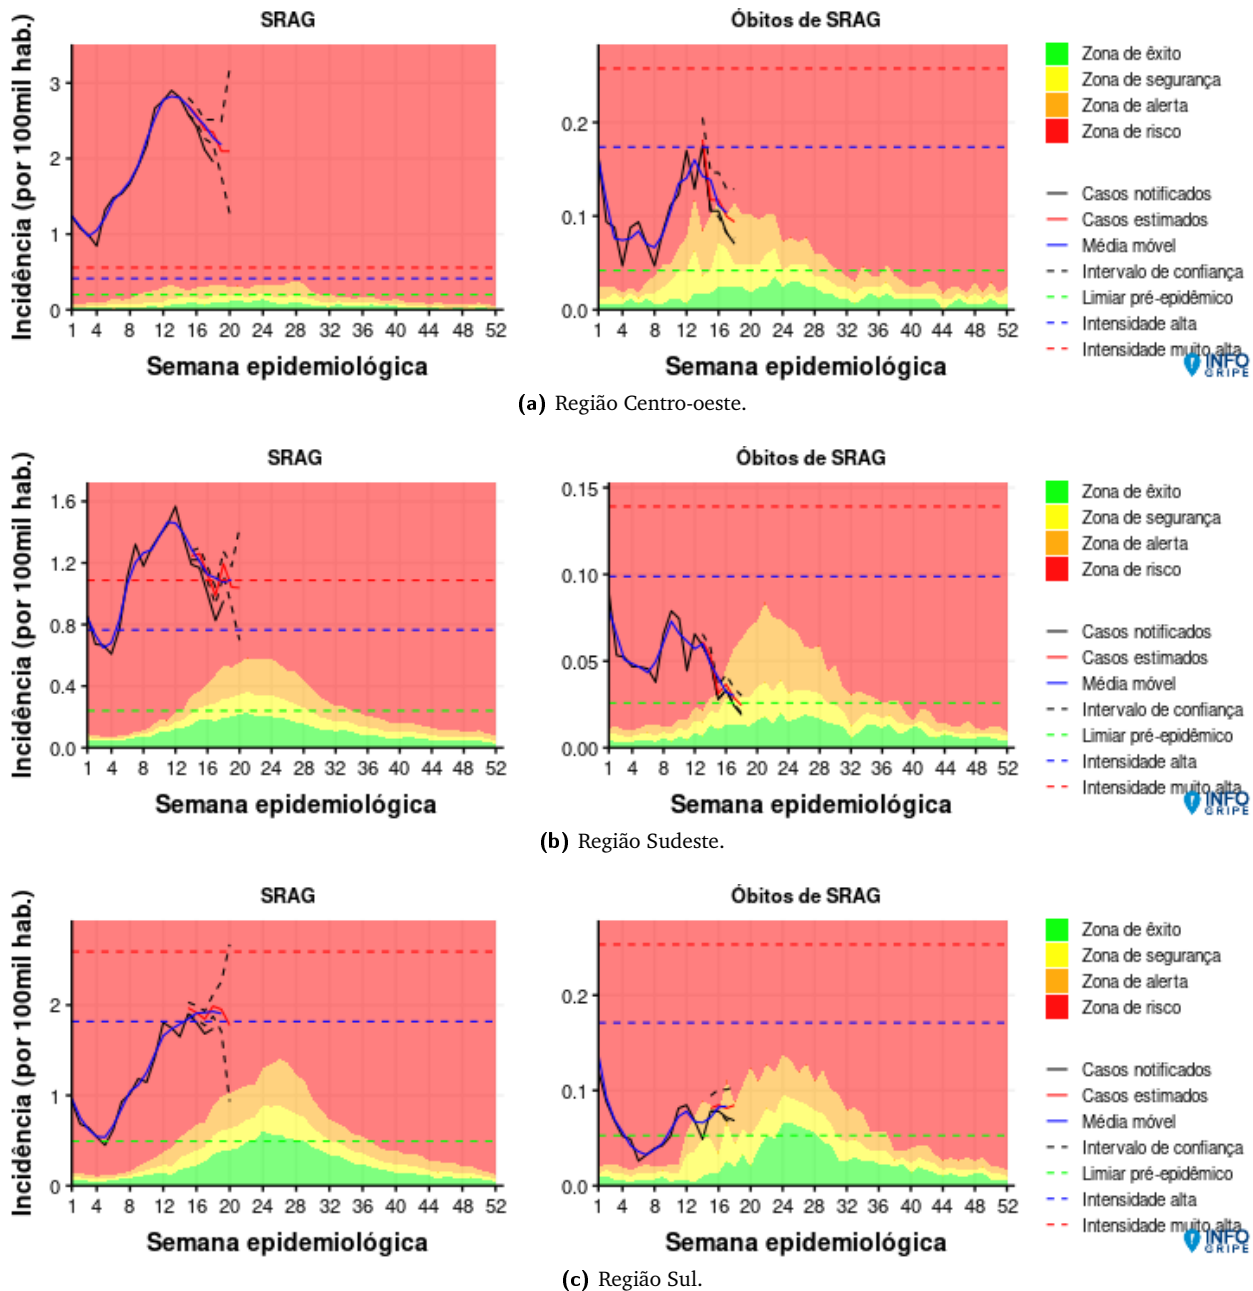 SRAG
Óbitos de SRAG
Incidência (por 100mil hab.)
3
2
1
0
1 4 8 12 16 20 24 28 32 36 40 44 48 52
Semana epidemiológica
0.2
0.1
0.0
1 4 8 12 16 20 24 28 32 36 40 44 48 52
Semana epidemiológica
Zona de êxito
Zona de segurança
Zona de alerta
Zona de risco
Casos notificados
Casos estimados
Média móvel
Intervalo de confiança
Limiar pré-epidêmico
Intensidade alta
Intensidade muito alta
INFO
GRIPE
(a) Região Centro-oeste.
SRAG
Óbitos de SRAG
Incidência (por 100mil hab.)
1.6
1.2
0.8
0.4
0.0
1 4 8 12 16 20 24 28 32 36 40 44 48 52
Semana epidemiológica
0.15
0.10
0.05
0.00
1 4 8 12 16 20 24 28 32 36 40 44 48 52
Semana epidemiológica
Zona de êxito
Zona de segurança
Zona de alerta
Zona de risco
Casos notificados
Casos estimados
Média móvel
Intervalo de confiança
Limiar pré-epidêmico
Intensidade alta
Intensidade muito alta
INFO
GRIPE
(b) Região Sudeste.
SRAG
Óbitos de SRAG
Incidência (por 100mil hab.)
2
1
0
1 4 8 12 16 20 24 28 32 36 40 44 48 52
Semana epidemiológica
0.2
0.1
0.0
1 4 8 12 16 20 24 28 32 36 40 44 48 52
Semana epidemiológica
Zona de êxito
Zona de segurança
Zona de alerta
Zona de risco
Casos notificados
Casos estimados
Média móvel
Intervalo de confiança
Limiar pré-epidêmico
Intensidade alta
Intensidade muito alta
INFO
GRIPE
(c) Região Sul.